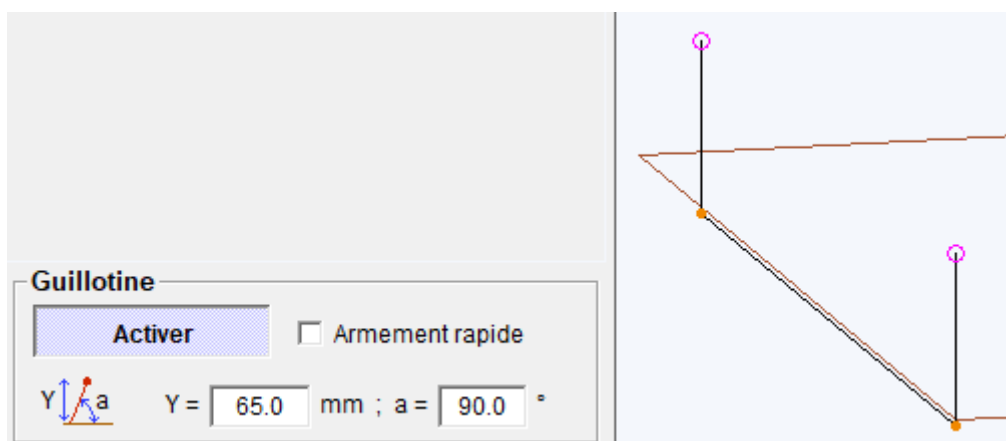 Guillotine
Activer Armement rapide
Y a Y = 65.0 mm ; a = 90.0 °